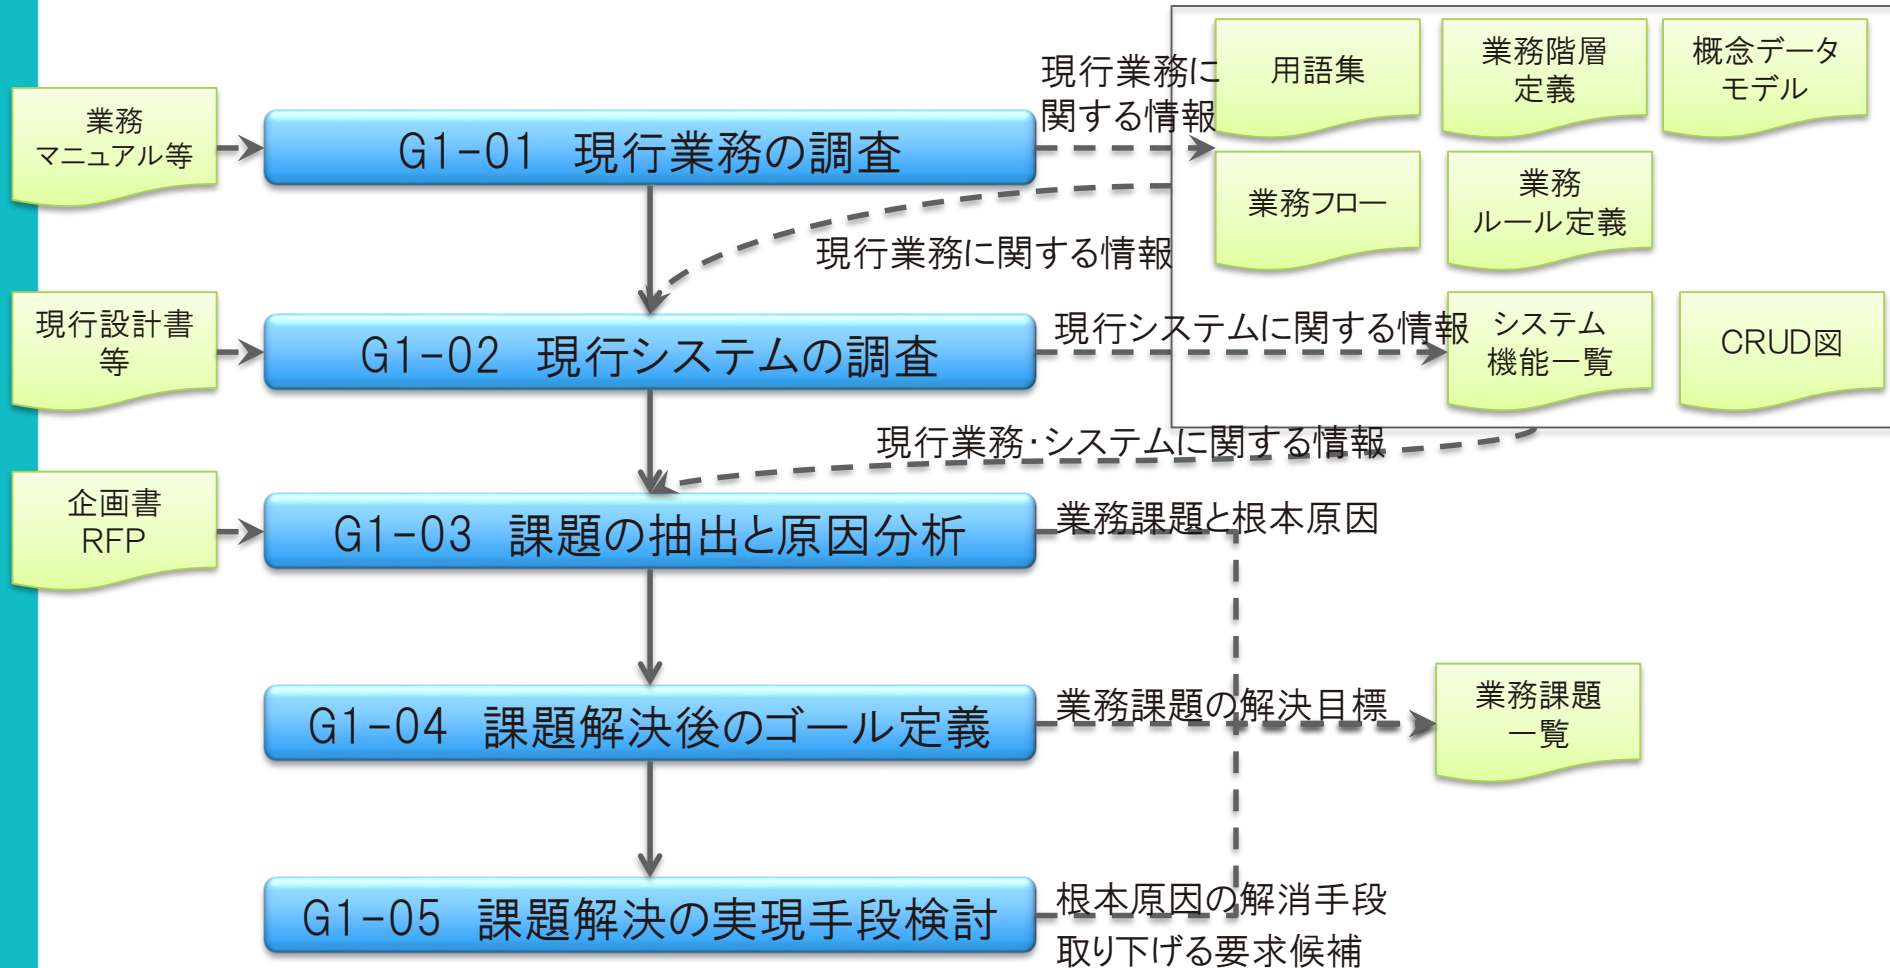 業務
マニュアル等
G1-01 現行業務の調査
現行業務に
関する情報
用語集
業務階層
定義
概念データ
モデル
業務フロー
業務
ルール定義
現行業務に関する情報
現行設計書
等
G1-02 現行システムの調査
現行システムに関する情報
システム
機能一覧
CRUD図
現行業務・システムに関する情報
企画書
RFP
G1-03 課題の抽出と原因分析
業務課題と根本原因
G1-04 課題解決後のゴール定義
業務課題の解決目標
業務課題
一覧
G1-05 課題解決の実現手段検討
根本原因の解消手段
取り下げる要求候補